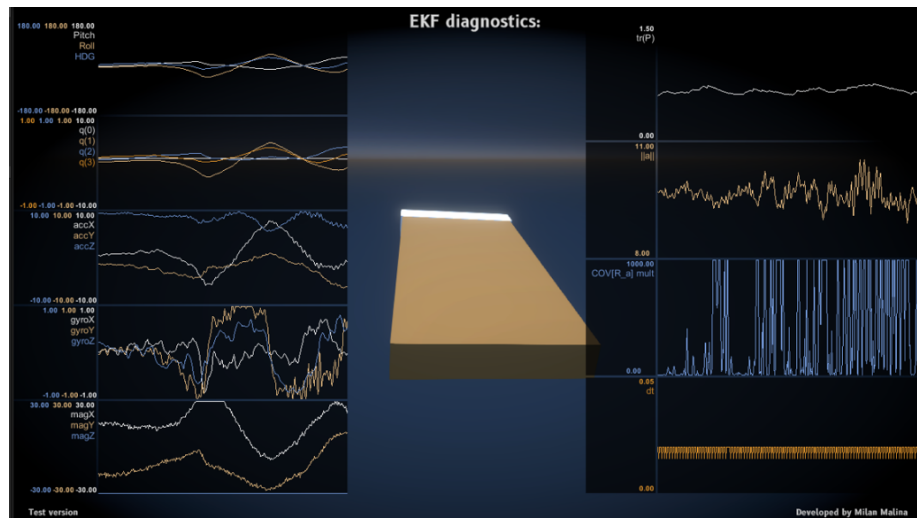 EKF diagnostics:
180.00 180.00 180.00
Pitch
Roll
HDG
-180.00 -180.00 -180.00
1.00 1.00 1.00 10.00
q(0)
q(1)
q(2)
q(3)
-1.00 -1.00 -1.00 -10.00
10.00 10.00 10.00
accX
accY
accZ
-10.00 -10.00 -10.00
1.00 1.00 1.00
gyroX
gyroY
gyroZ
-1.00 -1.00 -1.00
30.00 30.00 30.00
magX
magY
magZ
-30.00 -30.00 -30.00
1.50
tr(P)
0.00
11.00
||a||
8.00
1000.00
COV[R_a] mult
0.00
0.05
dt
0.00
Test version
Developed by Milan Malina